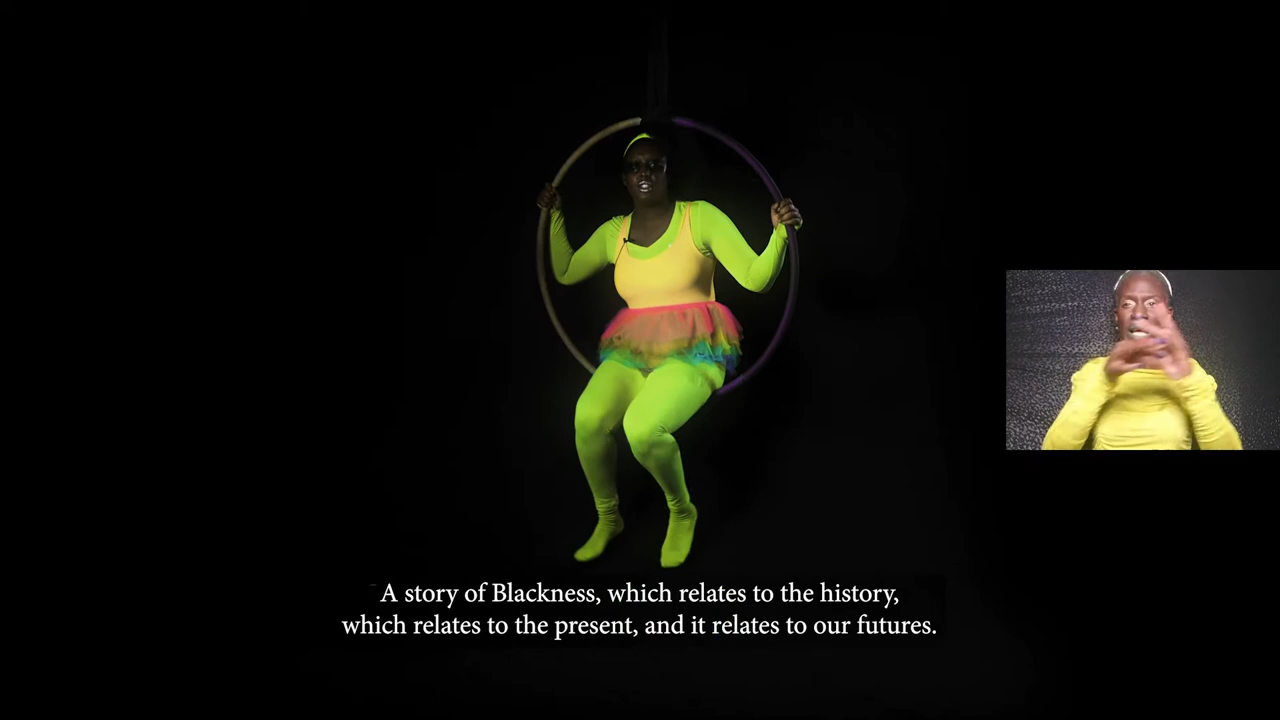 A story of Blackness, which relates to the history,
which relates to the present, and it relates to our futures.